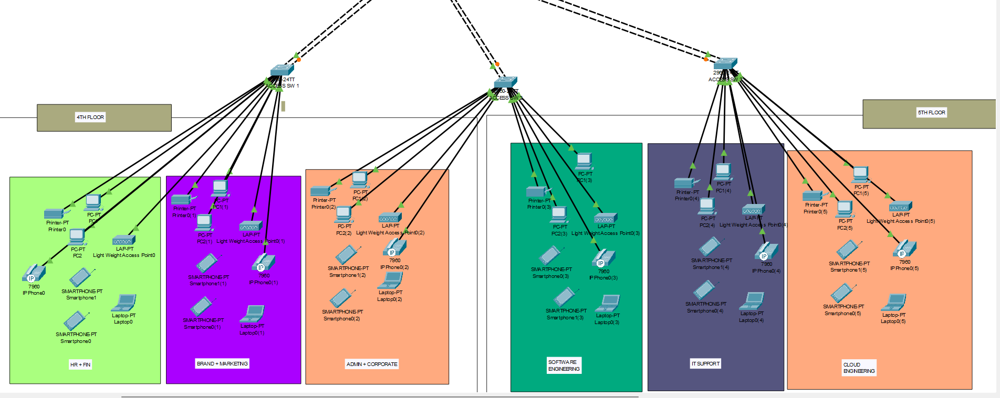 ACCESS SW 1
ACCESS SW 2
ACCESS SW 3
4TH FLOOR
5TH FLOOR
PC-PT
PC1
Printer-PT
Printer0
PC-PT
PC2
LAP-PT
Light Weight Access Point0
7960
IP Phone0
SMARTPHONE-PT
Smartphone1
Laptop-PT
Laptop0
SMARTPHONE-PT
Smartphone0
HR + FIN
PC-PT
PC1(1)
Printer-PT
Printer0(1)
PC-PT
PC2(1)
LAP-PT
Light Weight Access Point0(1)
7960
IP Phone0(1)
SMARTPHONE-PT
Smartphone1(1)
SMARTPHONE-PT
Smartphone0(1)
Laptop-PT
Laptop0(1)
BRAND + MARKETING
PC-PT
PC1(2)
Printer-PT
Printer0(2)
PC-PT
PC2(2)
LAP-PT
Light Weight Access Point0(2)
7960
IP Phone0(2)
SMARTPHONE-PT
Smartphone1(2)
Laptop-PT
Laptop0(2)
SMARTPHONE-PT
Smartphone0(2)
ADMIN + CORPORATE
PC-PT
PC1(3)
Printer-PT
Printer0(3)
PC-PT
PC2(3)
LAP-PT
Light Weight Access Point0(3)
7960
IP Phone0(3)
SMARTPHONE-PT
Smartphone0(3)
SMARTPHONE-PT
Smartphone1(3)
Laptop-PT
Laptop0(3)
SOFTWARE
ENGINEERING
PC-PT
PC1(4)
Printer-PT
Printer0(4)
PC-PT
PC2(4)
LAP-PT
Light Weight Access Point0(4)
7960
IP Phone0(4)
SMARTPHONE-PT
Smartphone1(4)
SMARTPHONE-PT
Smartphone0(4)
Laptop-PT
Laptop0(4)
IT SUPPORT
PC-PT
PC1(5)
Printer-PT
Printer0(5)
PC-PT
PC2(5)
LAP-PT
Light Weight Access Point0(5)
7960
IP Phone0(5)
SMARTPHONE-PT
Smartphone1(5)
SMARTPHONE-PT
Smartphone0(5)
Laptop-PT
Laptop0(5)
CLOUD
ENGINEERING